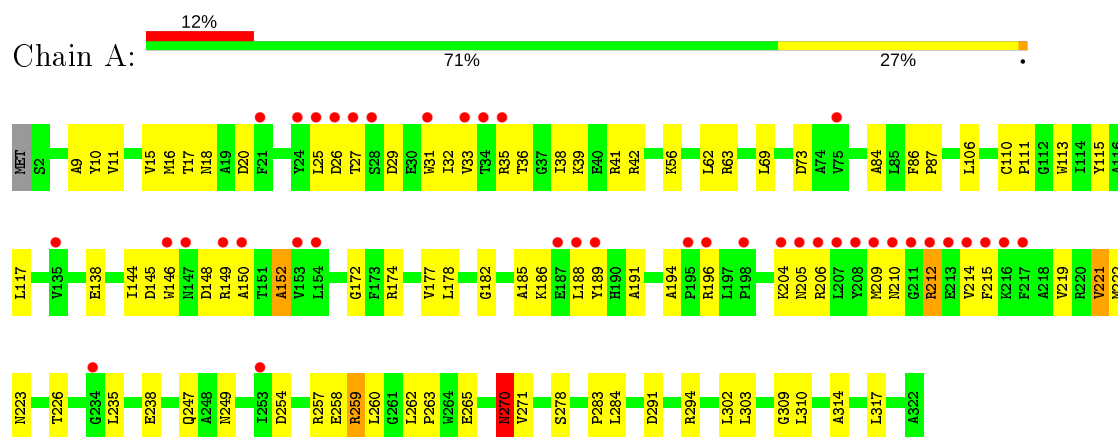 12%
Chain A:
71% 27% •
MET S2 A9 Y10 V11 V15 M16 T17 N18 A19 D20 F21 Y24 L25 D26 T27 S28 D29 E30 W31 I32 V33 T34 R35 T36 G37 I38 K39 E40 R41 R42 K56 L62 R63 L69 D73 A74 V75 A84 L85 F86 P87 L106 C110 P111 G112 W113 I114 Y115 A116
L117 V135 E138 I144 D145 W146 N147 D148 R149 A150 T151 A152 V153 L154 G172 F173 R174 V177 L178 G182 A185 K186 E187 L188 Y189 H190 A191 A194 P195 R196 L197 P198 K204 N205 R206 L207 Y208 M209 N210 G211 R212 E213 V214 F215 K216 F217 A218 V219 R220 V221 M222
N223 T226 G234 L235 E238 Q247 A248 N249 I253 D254 R257 E258 R259 L260 G261 L262 P263 W264 E265 N270 V271 S278 P283 L284 D291 R294 L302 L303 G309 L310 A314 L317 A322